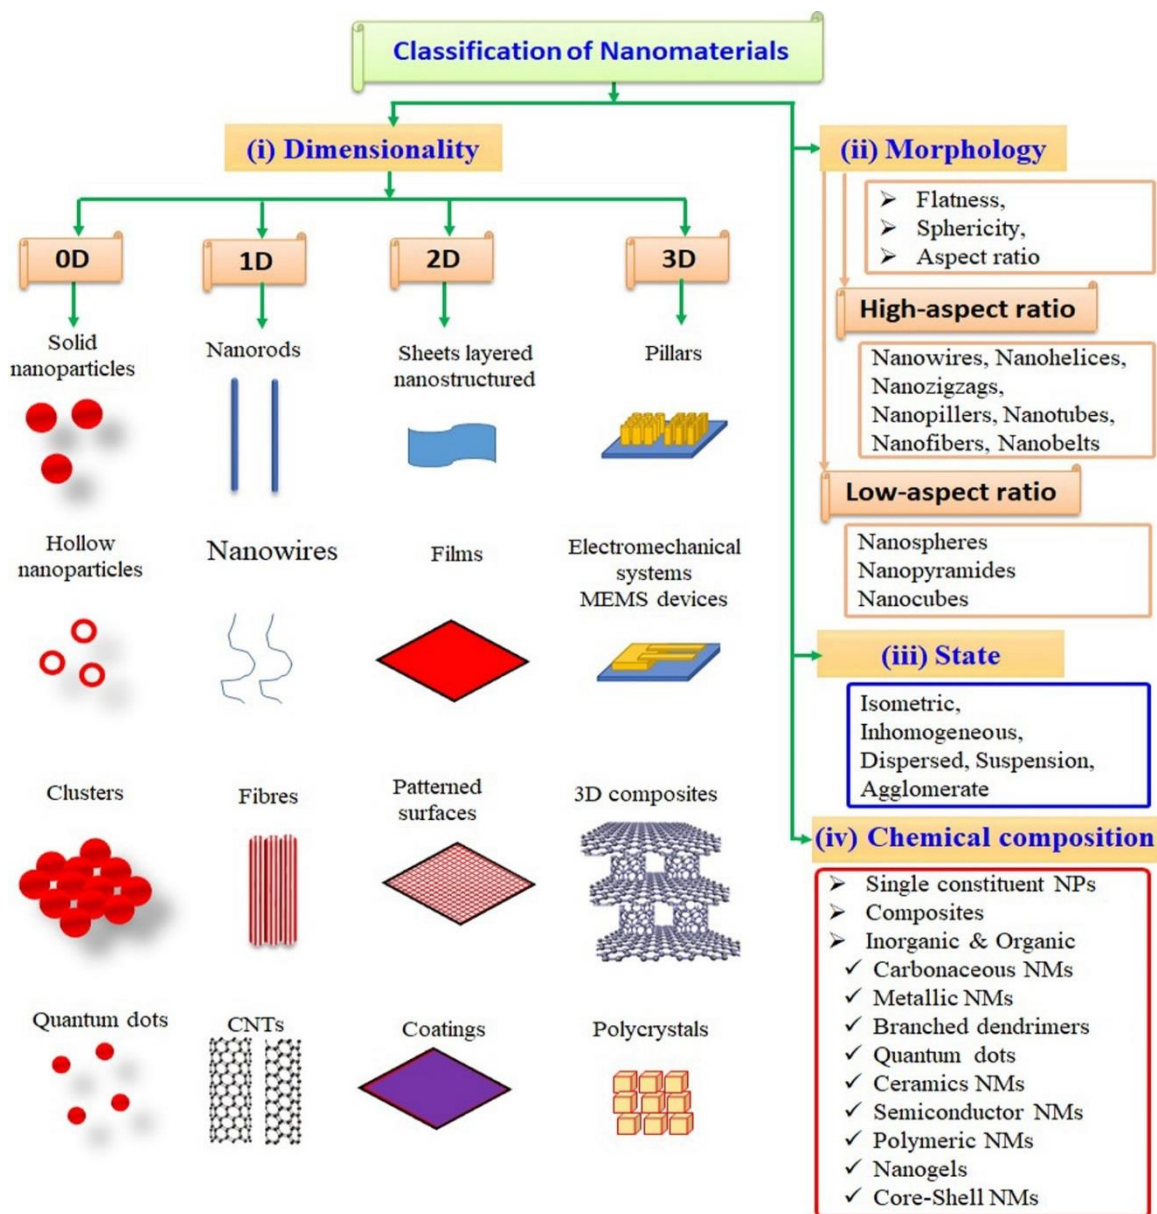 Classification of Nanomaterials
(i) Dimensionality
0D
1D
2D
3D
Solid
nanoparticles
Nanorods
Sheets layered
nanostructured
Pillars
Hollow
nanoparticles
Nanowires
Films
Electromechanical
systems
MEMS devices
Clusters
Fibres
Patterned
surfaces
3D composites
Quantum dots
CNTs
Coatings
Polycrystals
(ii) Morphology
➢ Flatness,
➢ Sphericity,
➢ Aspect ratio
High-aspect ratio
Nanowires, Nanohelices,
Nanozigzags,
Nanopillers, Nanotubes,
Nanofibers, Nanobelts
Low-aspect ratio
Nanospheres
Nanopyramides
Nanocubes
(iii) State
Isometric,
Inhomogeneous,
Dispersed, Suspension,
Agglomerate
(iv) Chemical composition
➢ Single constituent NPs
➢ Composites
➢ Inorganic & Organic
✓ Carbonaceous NMs
✓ Metallic NMs
✓ Branched dendrimers
✓ Quantum dots
✓ Ceramics NMs
✓ Semiconductor NMs
✓ Polymeric NMs
✓ Nanogels
✓ Core-Shell NMs